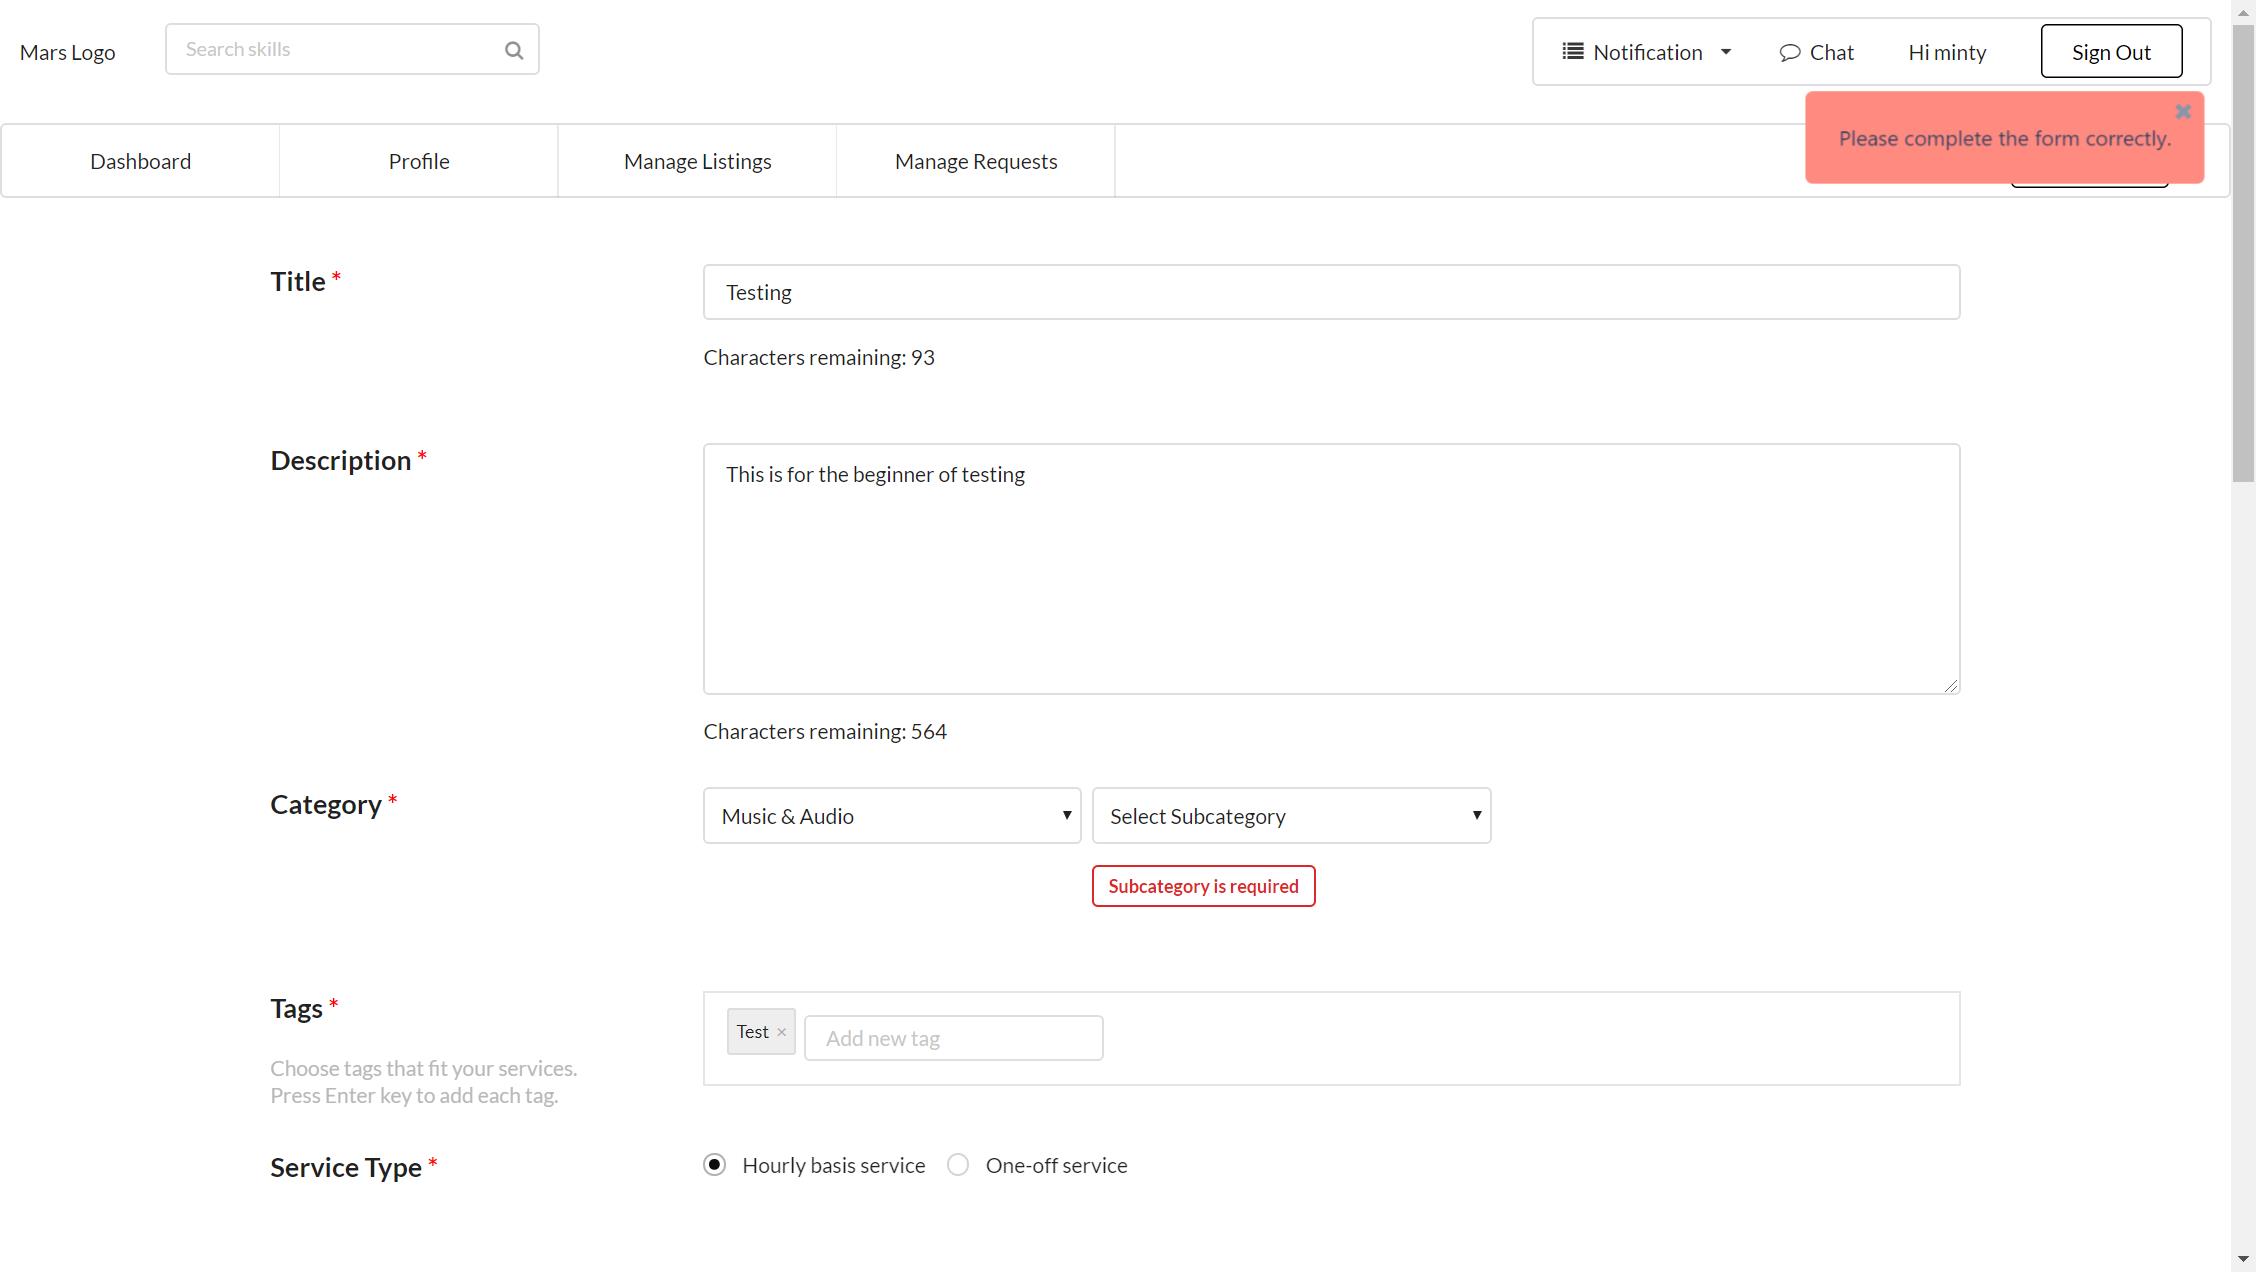 Mars Logo
Search skills
Notification
Chat
Hi minty
Sign Out
Please complete the form correctly.
Dashboard
Profile
Manage Listings
Manage Requests
Title *
Testing
Characters remaining: 93
Description *
This is for the beginner of testing
Characters remaining: 564
Category *
Music & Audio
Select Subcategory
Subcategory is required
Tags *
Test ×
Add new tag
Choose tags that fit your services.
Press Enter key to add each tag.
Service Type *
Hourly basis service
One-off service